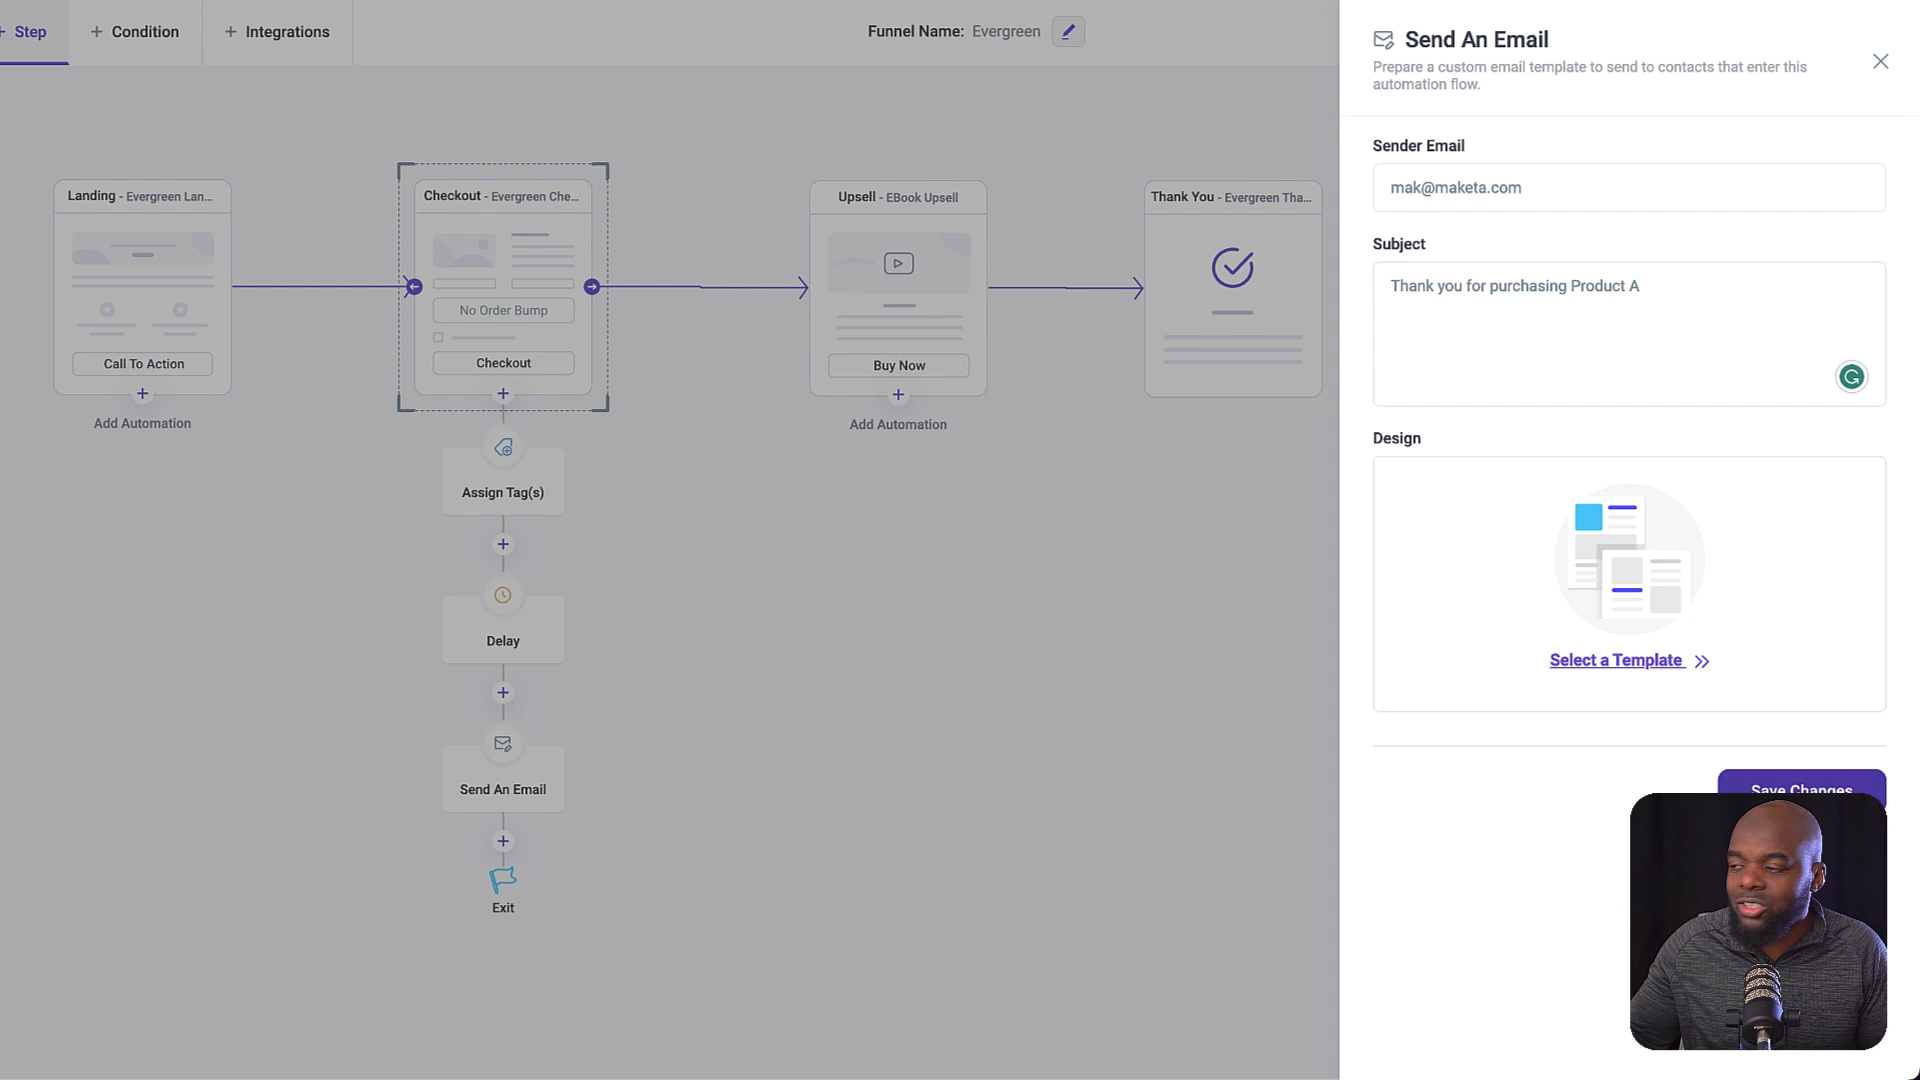 + Step
+ Condition
+ Integrations
Funnel Name: Evergreen
Landing - Evergreen Lan...
Call To Action
+
Add Automation
Checkout - Evergreen Che...
No Order Bump
Checkout
+
Assign Tag(s)
+
Delay
+
Send An Email
+
Exit
Upsell - EBook Upsell
Buy Now
+
Add Automation
Thank You - Evergreen Tha...
Send An Email
Prepare a custom email template to send to contacts that enter this
automation flow.
Sender Email
mak@maketa.com
Subject
Thank you for purchasing Product A
Design
Select a Template
Save Changes